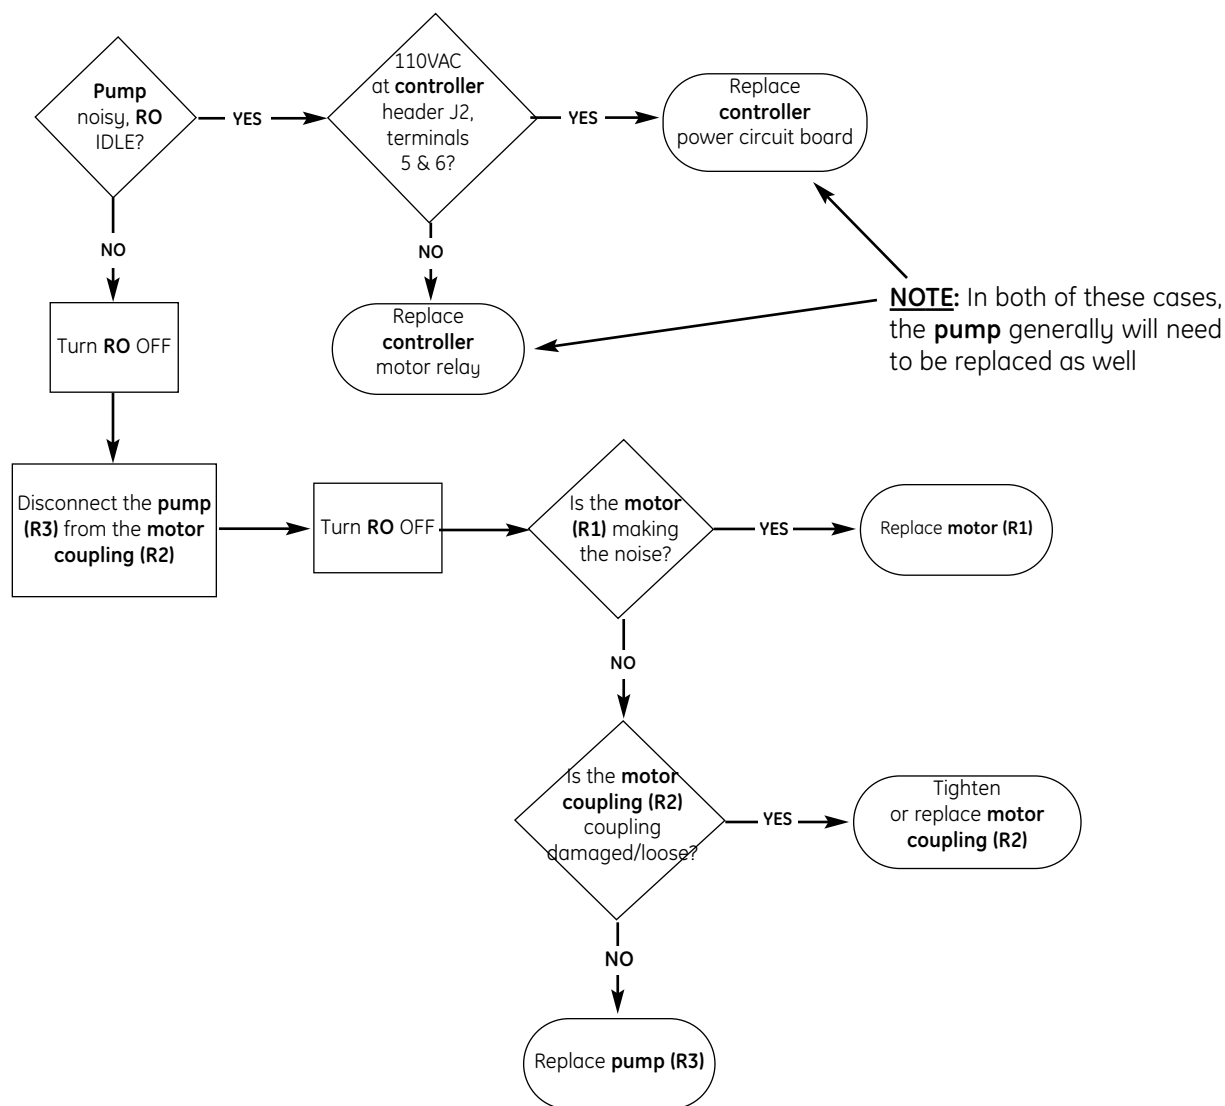 Pump
noisy, RO
IDLE?
YES
110VAC
at controller
header J2,
terminals
5 & 6?
YES
Replace
controller
power circuit board
NO
NO
Replace
controller
motor relay
NOTE: In both of these cases,
the pump generally will need
to be replaced as well
Turn RO OFF
Disconnect the pump
(R3) from the motor
coupling (R2)
Turn RO OFF
Is the motor
(R1) making
the noise?
YES
Replace motor (R1)
NO
Is the motor
coupling (R2)
coupling
damaged/loose?
YES
Tighten
or replace motor
coupling (R2)
NO
Replace pump (R3)